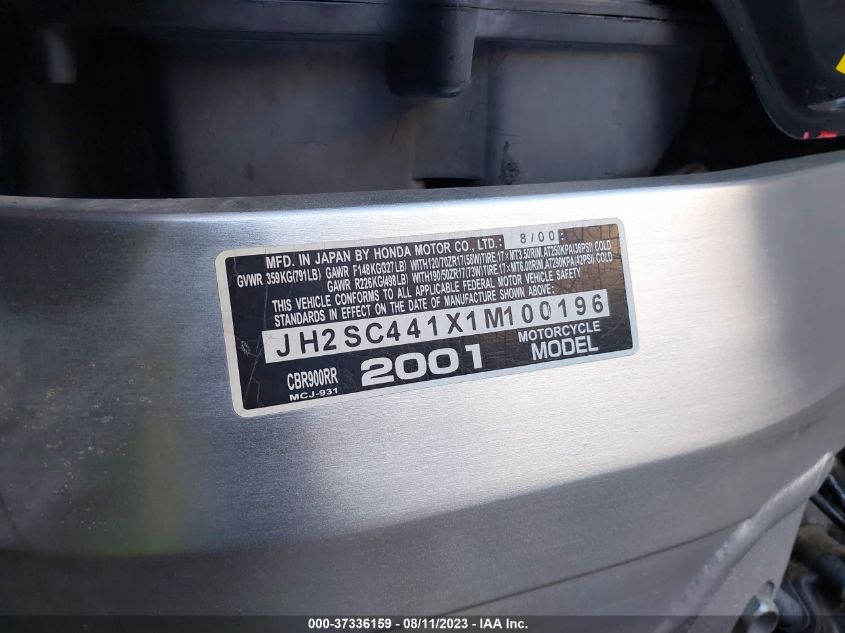 MFD. IN JAPAN BY HONDA MOTOR CO., LTD. 8/00
GVWR 359KG(791LB) GAWR F148KG(327LB) WITH120/70ZR17(58W)TIRE,17×MT3.50RIM,AT250KPA(36PSI) COLD
GAWR R226KG(498LB) WITH190/50ZR17(73W)TIRE,17×MT6.00RIM,AT290KPA(42PSI) COLD
THIS VEHICLE CONFORMS TO ALL APPLICABLE FEDERAL MOTOR VEHICLE SAFETY
STANDARDS IN EFFECT ON THE DATE OF MANUFACTURE SHOWN ABOVE.
JH2SC441X1M100196
CBR900RR 2001 MOTORCYCLE
MCJ-931 MODEL
000-37336159 - 08/11/2023 - IAAI Inc.